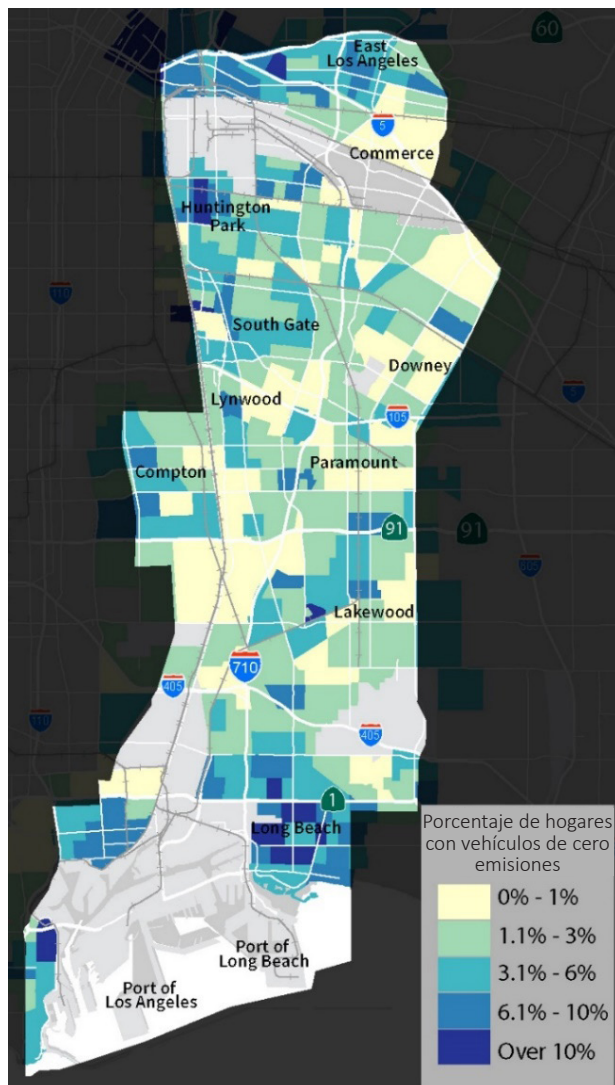 60
East
Los Angeles
5
Commerce
Huntington
Park
110
South Gate
Downey
5
Lynwood
105
Compton
Paramount
91
91
605
Lakewood
710
405
110
405
1
Long Beach
Port of
Long Beach
Port of
Los Angeles
Porcentaje de hogares
con vehículos de cero
emisiones
0% - 1%
1.1% - 3%
3.1% - 6%
6.1% - 10%
Over 10%